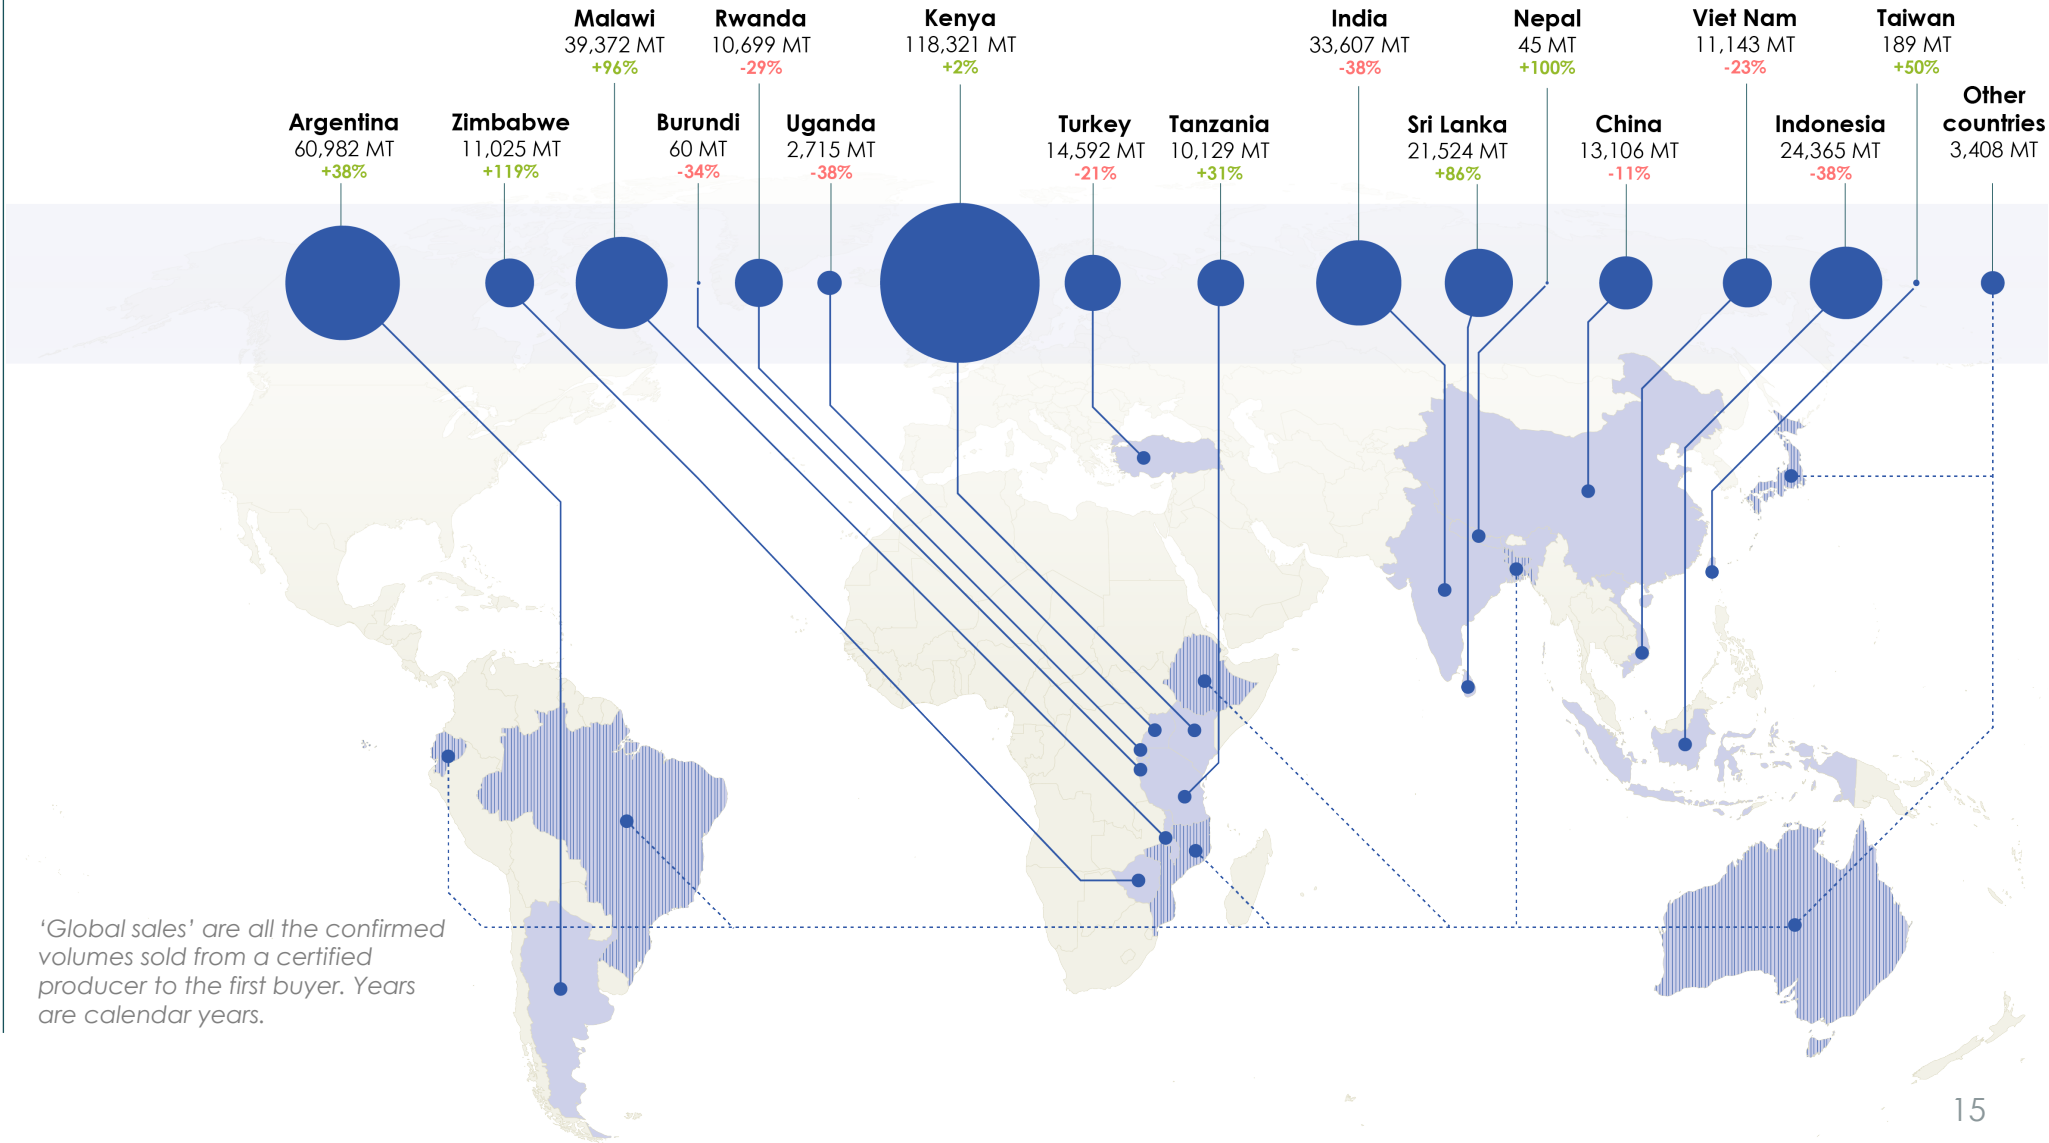 Malawi
39,372 MT
+96%
Rwanda
10,699 MT
-29%
Kenya
118,321 MT
+2%
India
33,607 MT
-38%
Nepal
45 MT
+100%
Viet Nam
11,143 MT
-23%
Taiwan
189 MT
+50%
Argentina
60,982 MT
+38%
Zimbabwe
11,025 MT
+119%
Burundi
60 MT
-34%
Uganda
2,715 MT
-38%
Turkey
14,592 MT
-21%
Tanzania
10,129 MT
+31%
Sri Lanka
21,524 MT
+86%
China
13,106 MT
-11%
Indonesia
24,365 MT
-38%
Other
countries
3,408 MT
‘Global sales’ are all the confirmed
volumes sold from a certified
producer to the first buyer. Years
are calendar years.
15